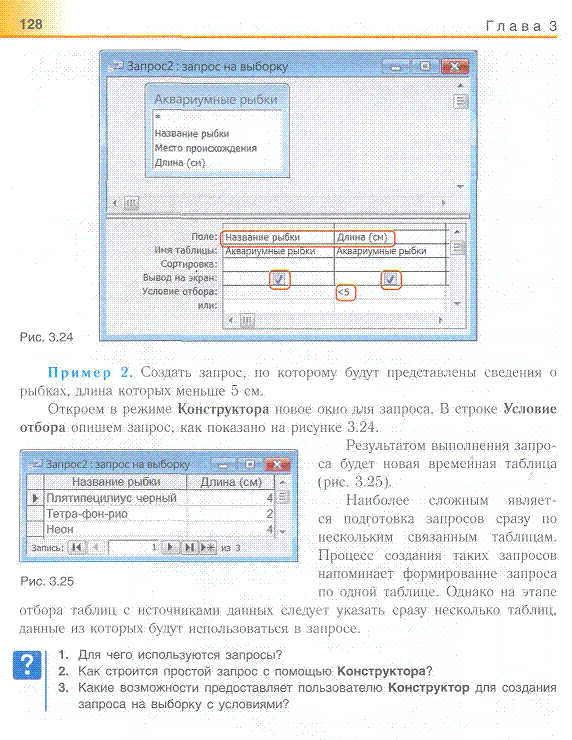 128
Глава 3
Запрос2 : запрос на выборку
Аквариумные рыбки
*
Название рыбки
Место происхождения
Длина (см)
Поле: Название рыбки Длина (см)
Имя таблицы: Аквариумные рыбки Аквариумные рыбки
Сортировка:
Вывод на экран:
Условие отбора: <5
или:
Рис. 3.24
Пример 2. Создать запрос, по которому будут представлены сведения о
рыбках, длина которых меньше 5 см.
Откроем в режиме Конструктора новое окно для запроса. В строке Условие
отбора опишем запрос, как показано на рисунке 3.24.
Результатом выполнения запро-
са будет новая временная таблица
(рис. 3.25).
Запрос2 : запрос на выборку
Название рыбки Длина (см)
Плятипецилиус черный 4
Тетра-фон-рио 2
Неон 4
Запись: 1 из 3
Рис. 3.25
Наиболее сложным являет-
ся подготовка запросов сразу по
нескольким связанным таблицам.
Процесс создания таких запросов
напоминает формирование запроса
по одной таблице. Однако на этапе
отбора таблиц с источниками данных следует указать сразу несколько таблиц,
данные из которых будут использоваться в запросе.
?
1. Для чего используются запросы?
2. Как строится простой запрос с помощью Конструктора?
3. Какие возможности предоставляет пользователю Конструктор для создания
запроса на выборку с условиями?